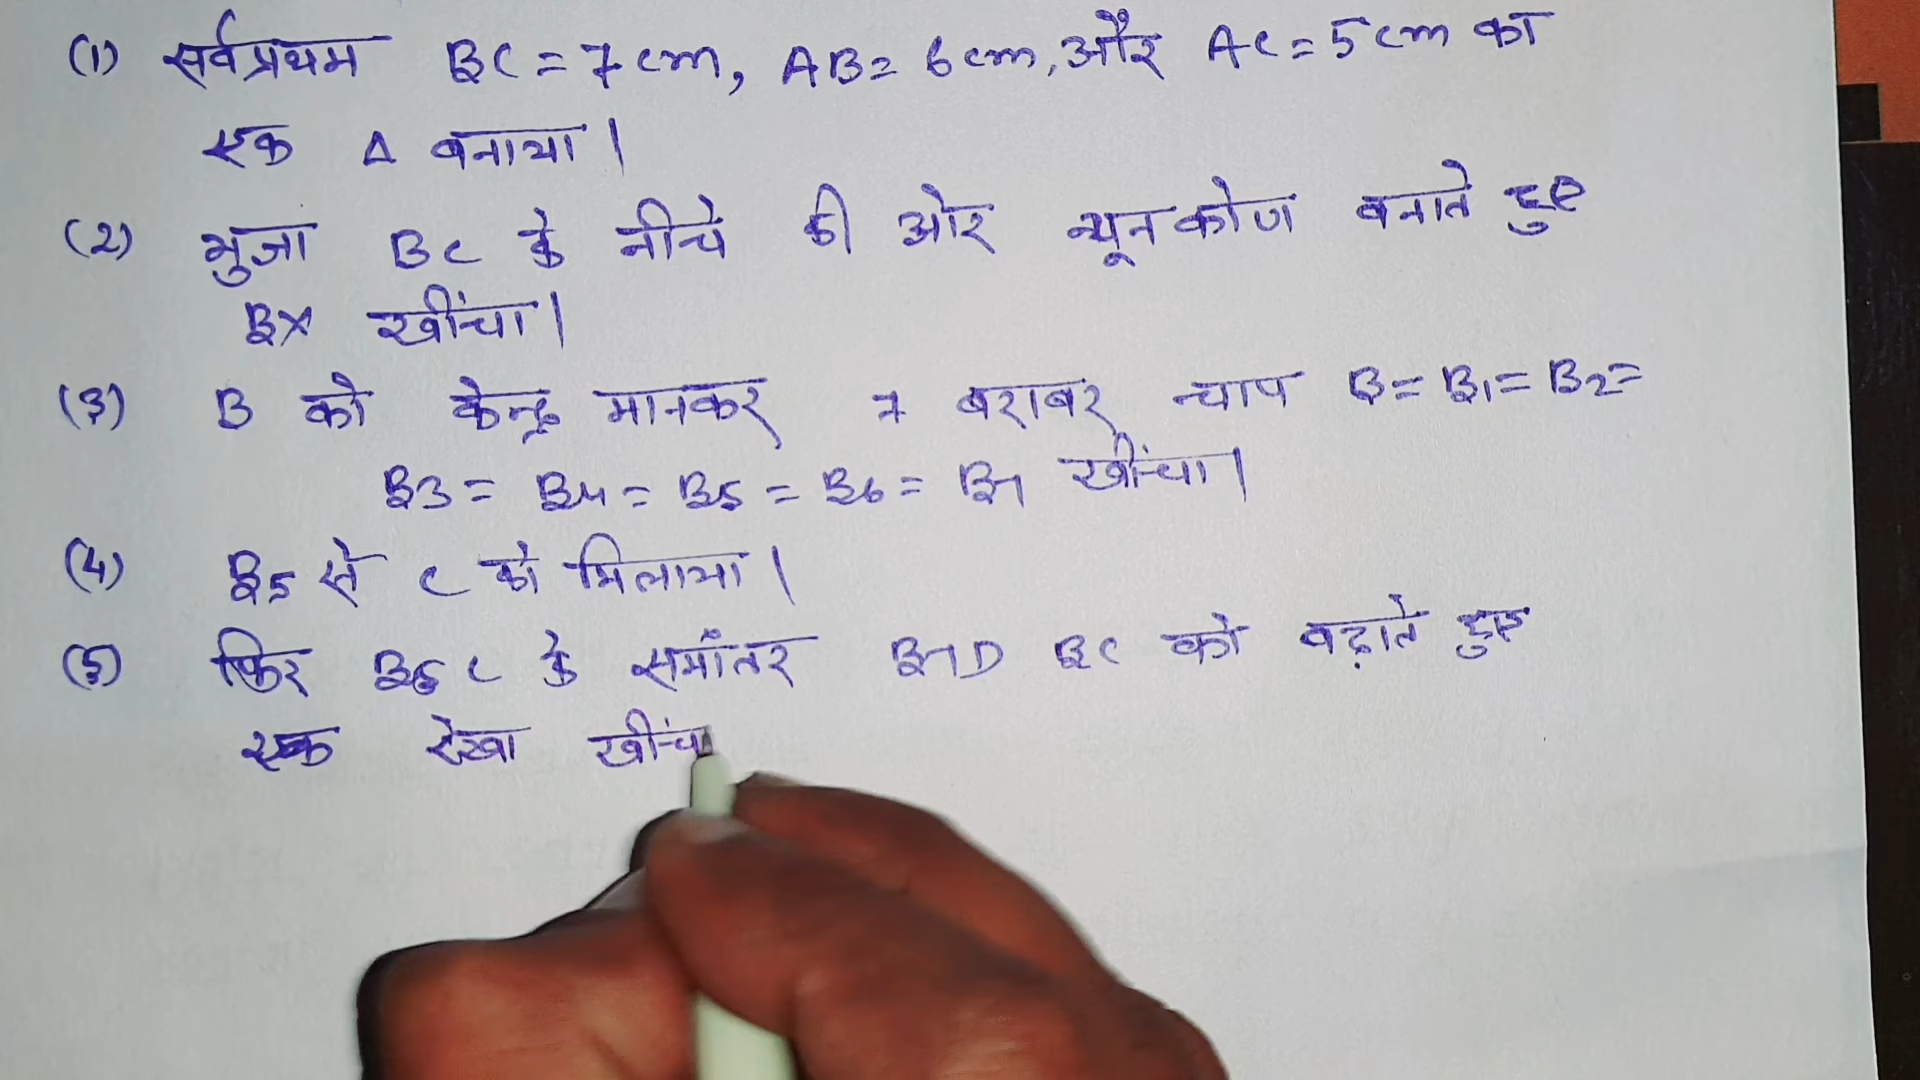 (1) सर्वप्रथम BC = 7 cm, AB = 6 cm, और AC = 5 cm का
एक Δ बनाया।
(2) भुजा BC के नीचे की ओर न्यूनकोण बनाते हुए
BX खींचा।
(3) B को केन्द्र मानकर 7 बराबर चाप B = B1 = B2 =
B3 = B4 = B5 = B6 = B7 खींचा।
(4) B5 से C को मिलाया।
(5) फिर B5C के समांतर B7D BC को बढ़ाते हुए
एक रेखा खींचा